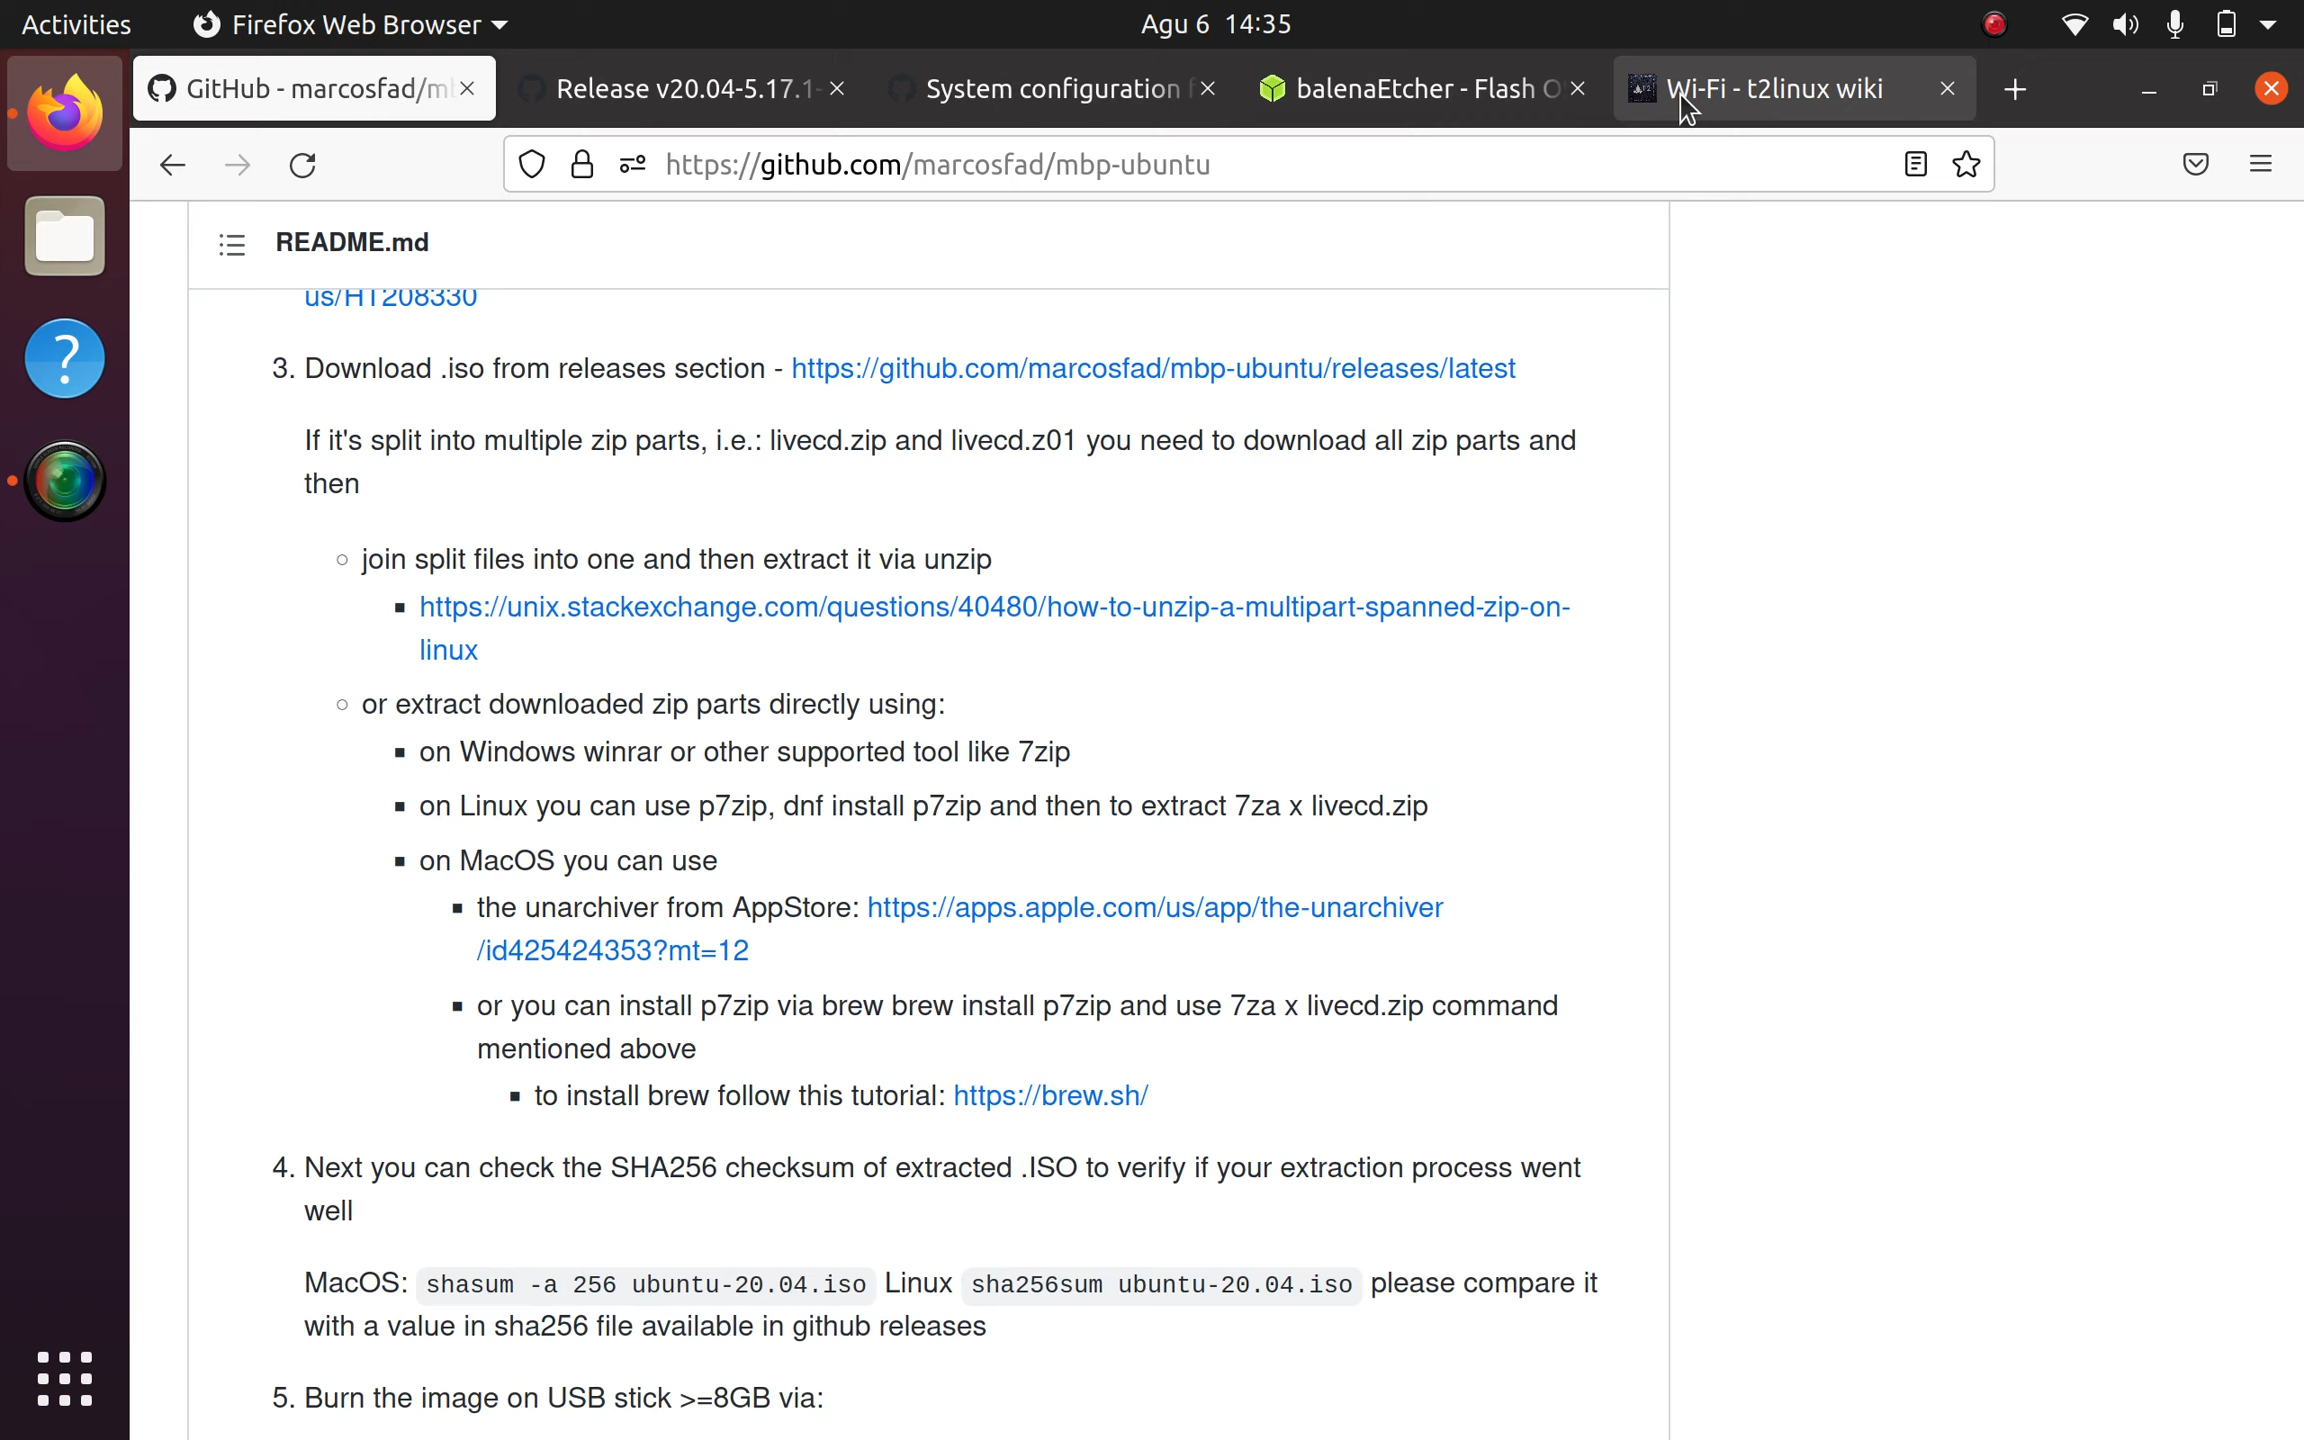 Activities Firefox Web Browser Agu 6 14:35
GitHub - marcosfad/ml Release v20.04-5.17.1- System configuration f balenaEtcher - Flash O Wi-Fi - t2linux wiki
https://github.com/marcosfad/mbp-ubuntu
README.md
us/HT208330
3. Download .iso from releases section - https://github.com/marcosfad/mbp-ubuntu/releases/latest
If it's split into multiple zip parts, i.e.: livecd.zip and livecd.z01 you need to download all zip parts and
then
join split files into one and then extract it via unzip
https://unix.stackexchange.com/questions/40480/how-to-unzip-a-multipart-spanned-zip-on-
linux
or extract downloaded zip parts directly using:
on Windows winrar or other supported tool like 7zip
on Linux you can use p7zip, dnf install p7zip and then to extract 7za x livecd.zip
on MacOS you can use
the unarchiver from AppStore: https://apps.apple.com/us/app/the-unarchiver
/id425424353?mt=12
or you can install p7zip via brew brew install p7zip and use 7za x livecd.zip command
mentioned above
to install brew follow this tutorial: https://brew.sh/
4. Next you can check the SHA256 checksum of extracted .ISO to verify if your extraction process went
well
MacOS: shasum -a 256 ubuntu-20.04.iso Linux sha256sum ubuntu-20.04.iso please compare it
with a value in sha256 file available in github releases
5. Burn the image on USB stick >=8GB via: